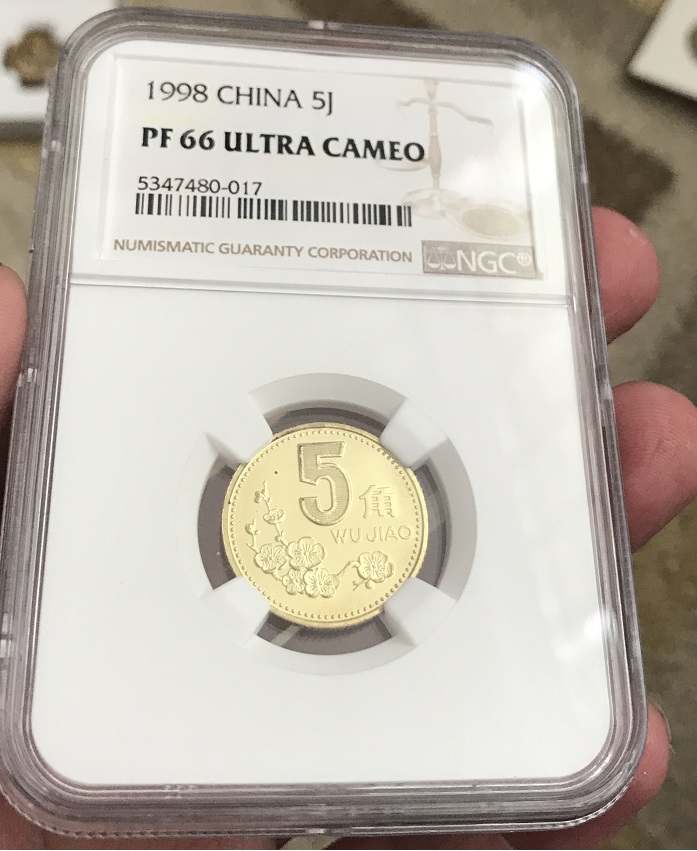 1998 CHINA 5J
PF 66 ULTRA CAMEO
5347480-017
NUMISMATIC GUARANTY CORPORATION
NGC®
5 角
WU JIAO